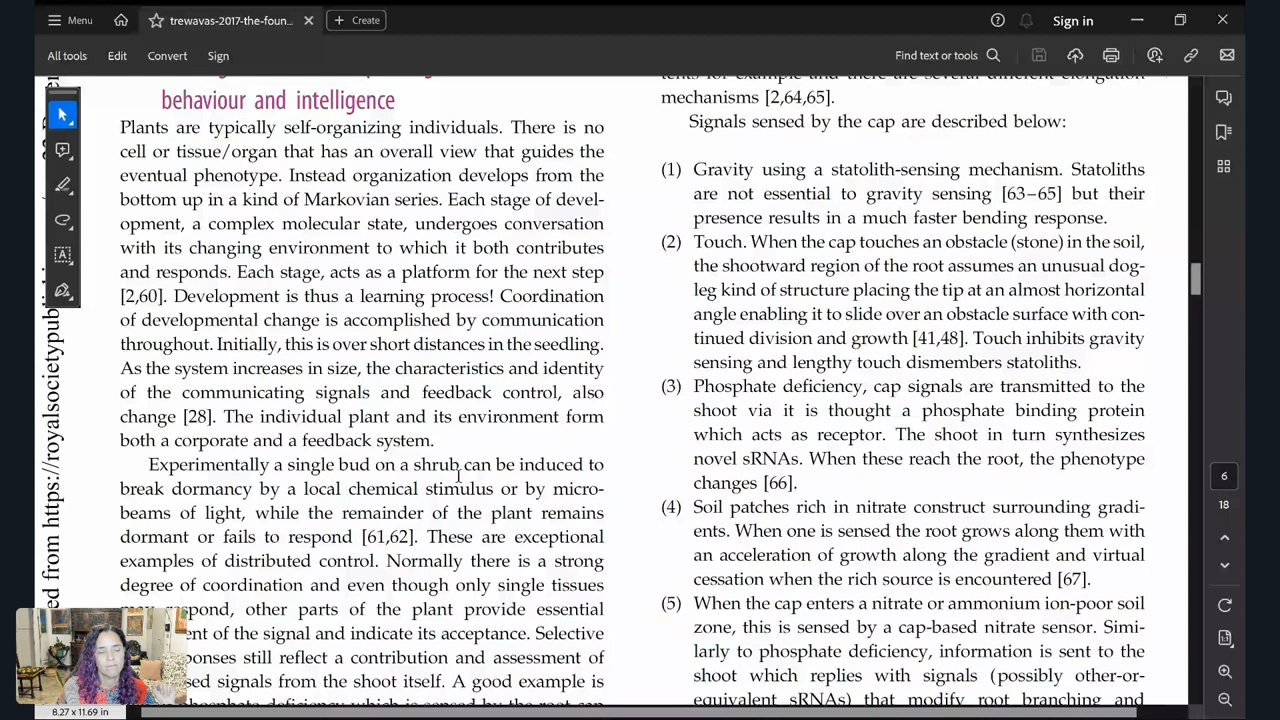 Menu
trewavas-2017-the-foun...
Create
Sign in
All tools
Edit
Convert
Sign
Find text or tools
behaviour and intelligence
Plants are typically self-organizing individuals. There is no
cell or tissue/organ that has an overall view that guides the
eventual phenotype. Instead organization develops from the
bottom up in a kind of Markovian series. Each stage of devel-
opment, a complex molecular state, undergoes conversation
with its changing environment to which it both contributes
and responds. Each stage, acts as a platform for the next step
[2,60]. Development is thus a learning process! Coordination
of developmental change is accomplished by communication
throughout. Initially, this is over short distances in the seedling.
As the system increases in size, the characteristics and identity
of the communicating signals and feedback control, also
change [28]. The individual plant and its environment form
both a corporate and a feedback system.
Experimentally a single bud on a shrub can be induced to
break dormancy by a local chemical stimulus or by micro-
beams of light, while the remainder of the plant remains
dormant or fails to respond [61,62]. These are exceptional
examples of distributed control. Normally there is a strong
degree of coordination and even though only single tissues
respond, other parts of the plant provide essential
of the signal and indicate its acceptance. Selective
still reflect a contribution and assessment of
signals from the shoot itself. A good example is
tents for example and there are several different elongation
mechanisms [2,64,65].
Signals sensed by the cap are described below:
(1) Gravity using a statolith-sensing mechanism. Statoliths
are not essential to gravity sensing [63–65] but their
presence results in a much faster bending response.
(2) Touch. When the cap touches an obstacle (stone) in the soil,
the shootward region of the root assumes an unusual dog-
leg kind of structure placing the tip at an almost horizontal
angle enabling it to slide over an obstacle surface with con-
tinued division and growth [41,48]. Touch inhibits gravity
sensing and lengthy touch dismembers statoliths.
(3) Phosphate deficiency, cap signals are transmitted to the
shoot via it is thought a phosphate binding protein
which acts as receptor. The shoot in turn synthesizes
novel sRNAs. When these reach the root, the phenotype
changes [66].
(4) Soil patches rich in nitrate construct surrounding gradi-
ents. When one is sensed the root grows along them with
an acceleration of growth along the gradient and virtual
cessation when the rich source is encountered [67].
(5) When the cap enters a nitrate or ammonium ion-poor soil
zone, this is sensed by a cap-based nitrate sensor. Simi-
larly to phosphate deficiency, information is sent to the
shoot which replies with signals (possibly other-or-
equivalent sRNAs) that modify root branching and
ed from https://royalsocietypub
6
18
8.27 x 11.69 in